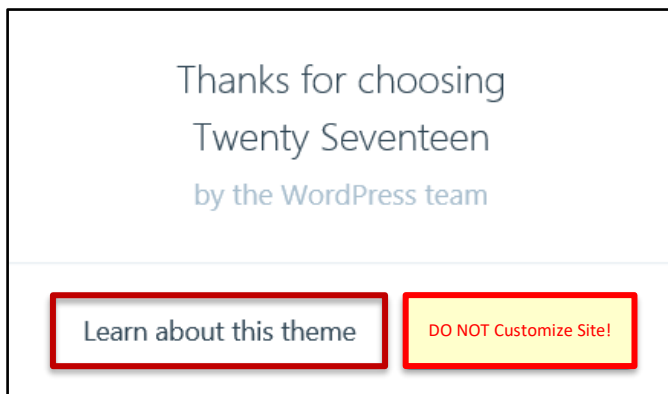 Thanks for choosing
Twenty Seventeen
by the WordPress team
Learn about this theme
DO NOT Customize Site!